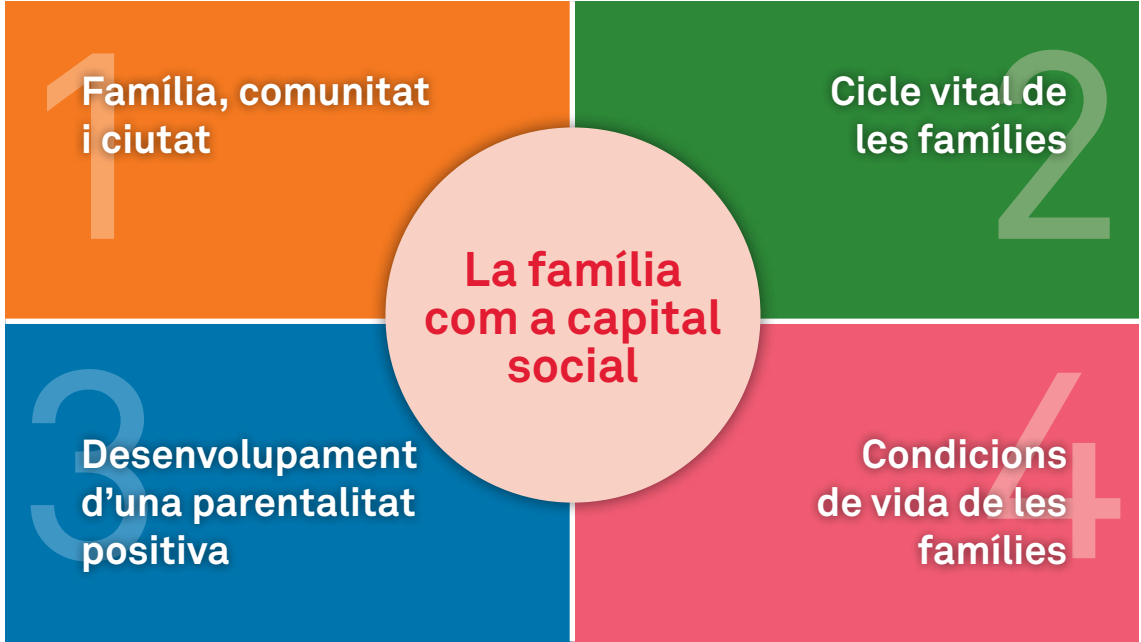 1
Família, comunitat
i ciutat
2
Cicle vital de
les famílies
La família
com a capital
social
3
Desenvolupament
d’una parentalitat
positiva
4
Condicions
de vida de les
famílies